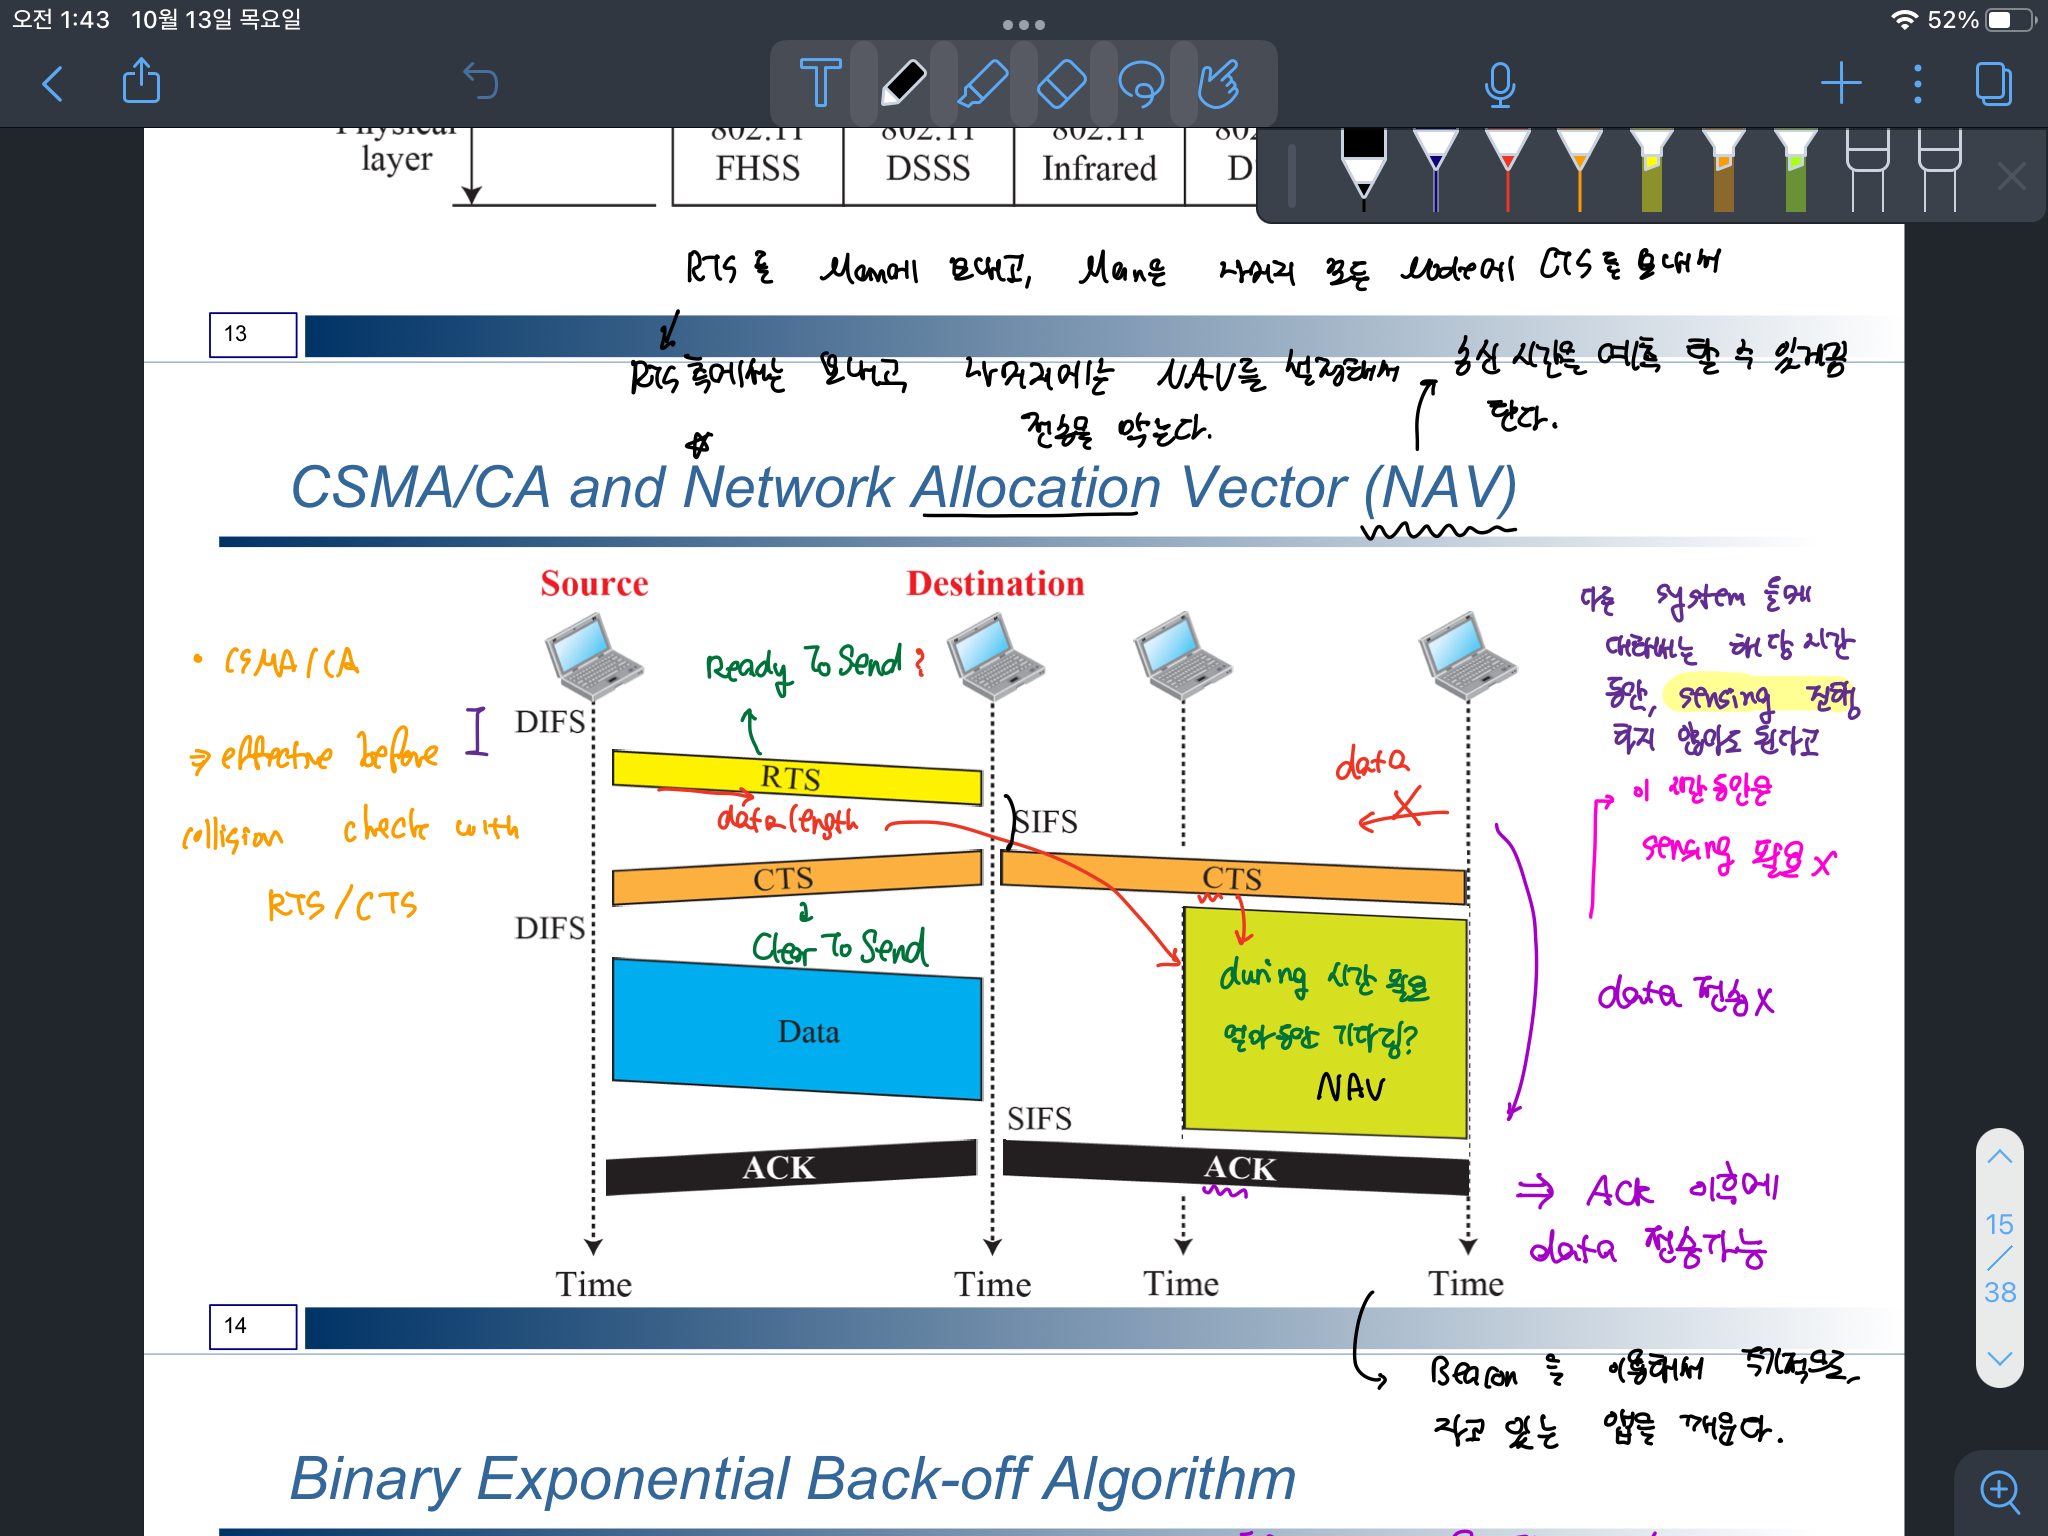 오전 1:43 10월 13일 목요일
52%
Physical
layer
802.11
FHSS
802.11
DSSS
802.11
Infrared
RTS 를 Man에 보내고, Man은 나머지 모든 Node에 CTS를 보내서
13
RTS 측에서는 보내고 나머지에는 NAV를 설정해서
통신 시간을 예측 할 수 있게끔
한다.
전송을 막는다.
CSMA/CA and Network Allocation Vector (NAV)
Source
Destination
다른 system 들에
대해서는 해당 시간
동안, sensing 진행
하지 않아도 된다고
• CSMA/CA
Ready To Send?
DIFS
⇒ effective before
collision check with
RTS/CTS
RTS
data length
SIFS
data
이 시간동안은
sensing 필요 X
CTS
CTS
DIFS
Clear To Send
during 시간 필요
얼마동안 기다림?
NAV
data 전송 X
Data
SIFS
ACK
ACK
⇒ ACK 이후에
data 전송가능
Time
Time
Time
Time
15
38
14
Beacon 을 이용해서 주기적으로,
자고 있는 앱을 깨운다.
Binary Exponential Back-off Algorithm